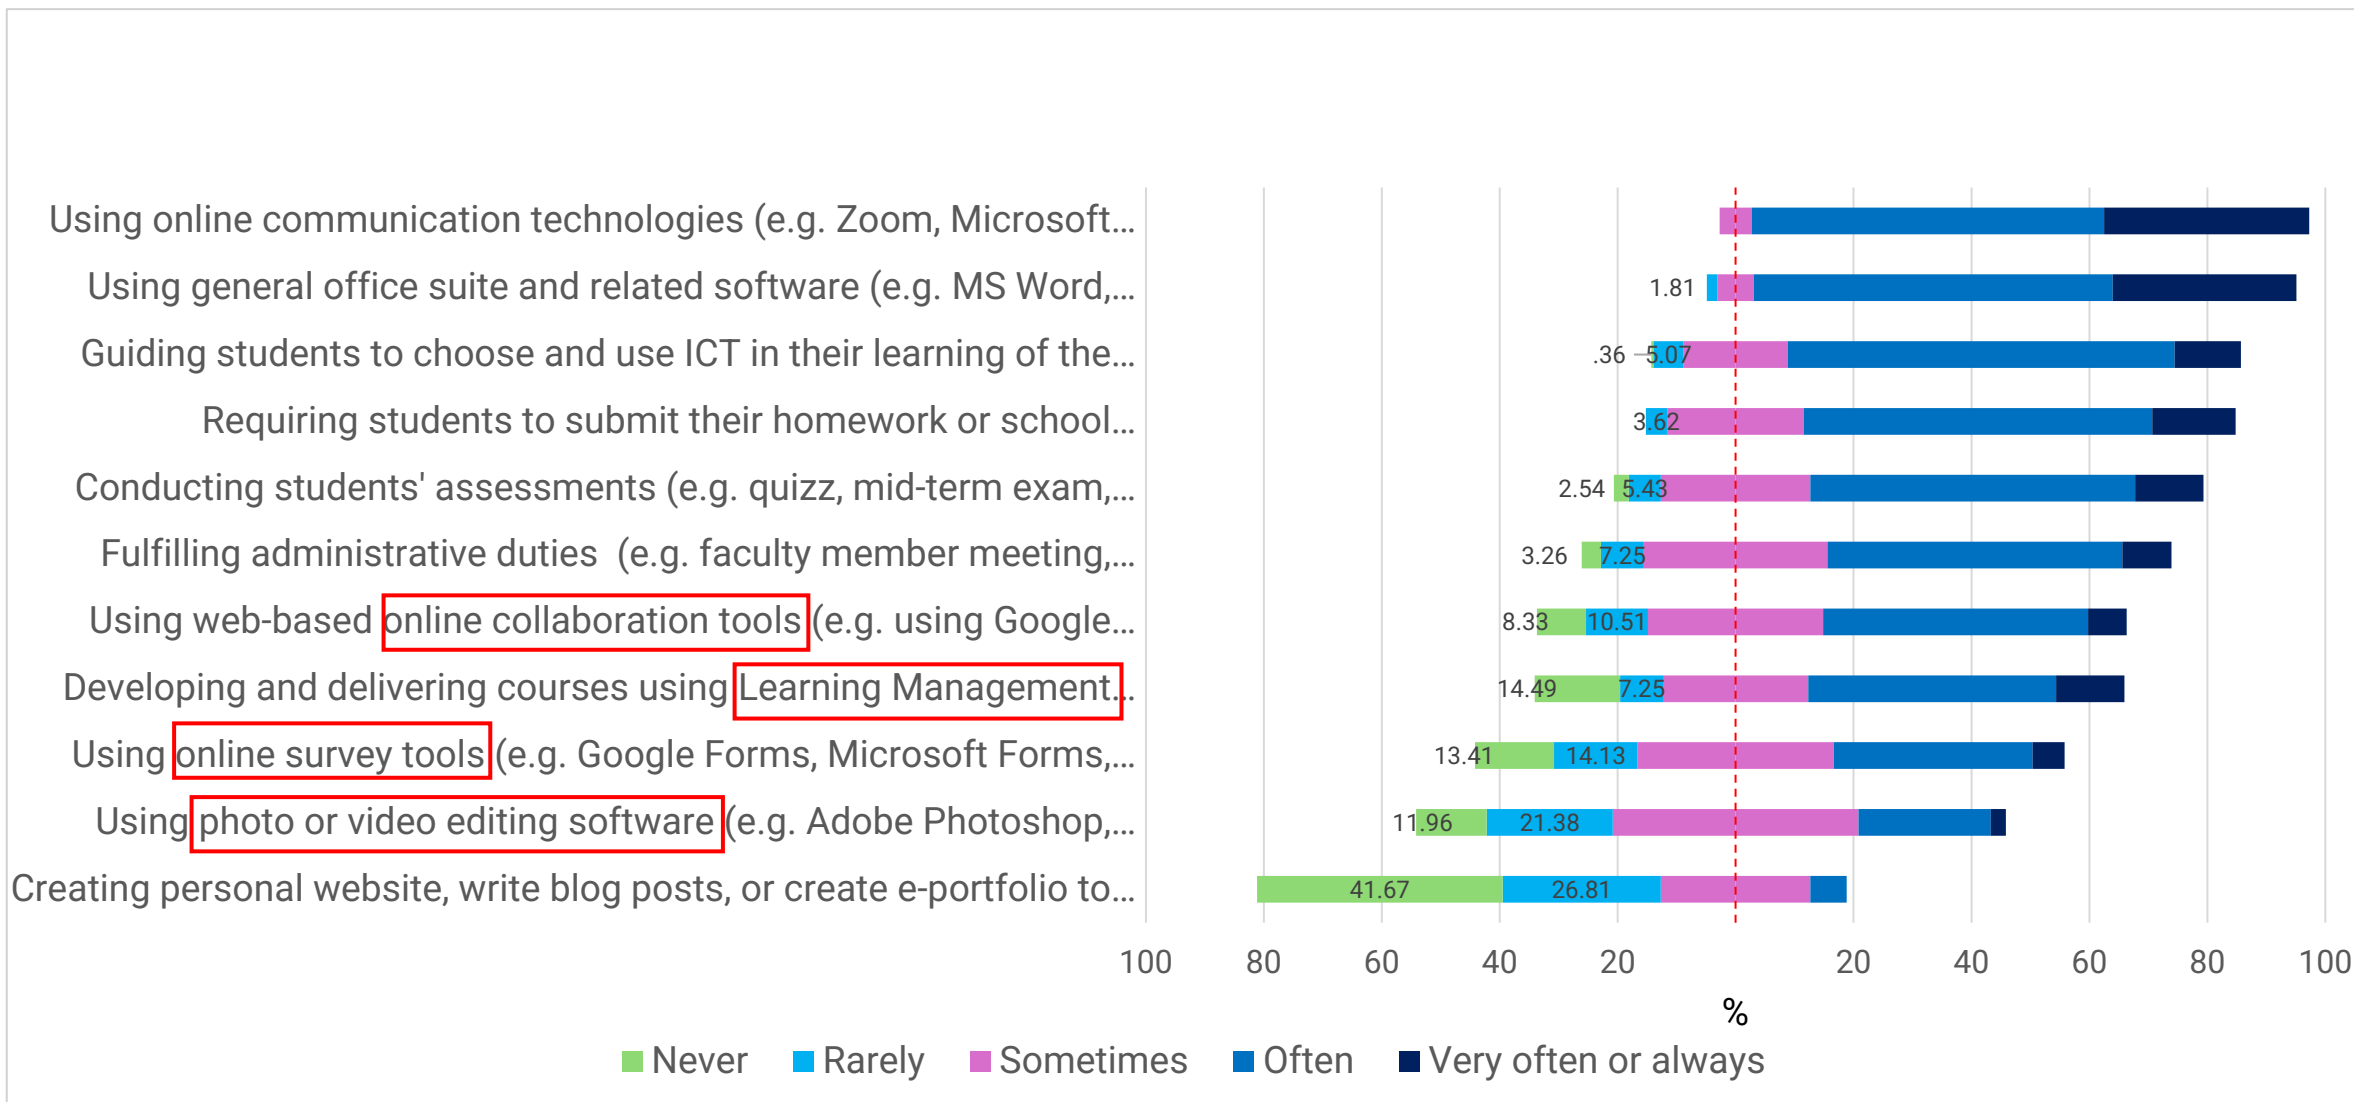 Using online communication technologies (e.g. Zoom, Microsoft…
Using general office suite and related software (e.g. MS Word,…
1.81
Guiding students to choose and use ICT in their learning of the…
.36 5.07
Requiring students to submit their homework or school…
3.62
Conducting students' assessments (e.g. quizz, mid-term exam,…
2.54 5.43
Fulfilling administrative duties  (e.g. faculty member meeting,…
3.26 7.25
Using web-based online collaboration tools (e.g. using Google…
8.33 10.51
Developing and delivering courses using Learning Management…
14.49 7.25
Using online survey tools (e.g. Google Forms, Microsoft Forms,…
13.41 14.13
Using photo or video editing software (e.g. Adobe Photoshop,…
11.96 21.38
Creating personal website, write blog posts, or create e-portfolio to…
41.67 26.81
100 80 60 40 20 20 40 60 80 100
%
Never Rarely Sometimes Often Very often or always